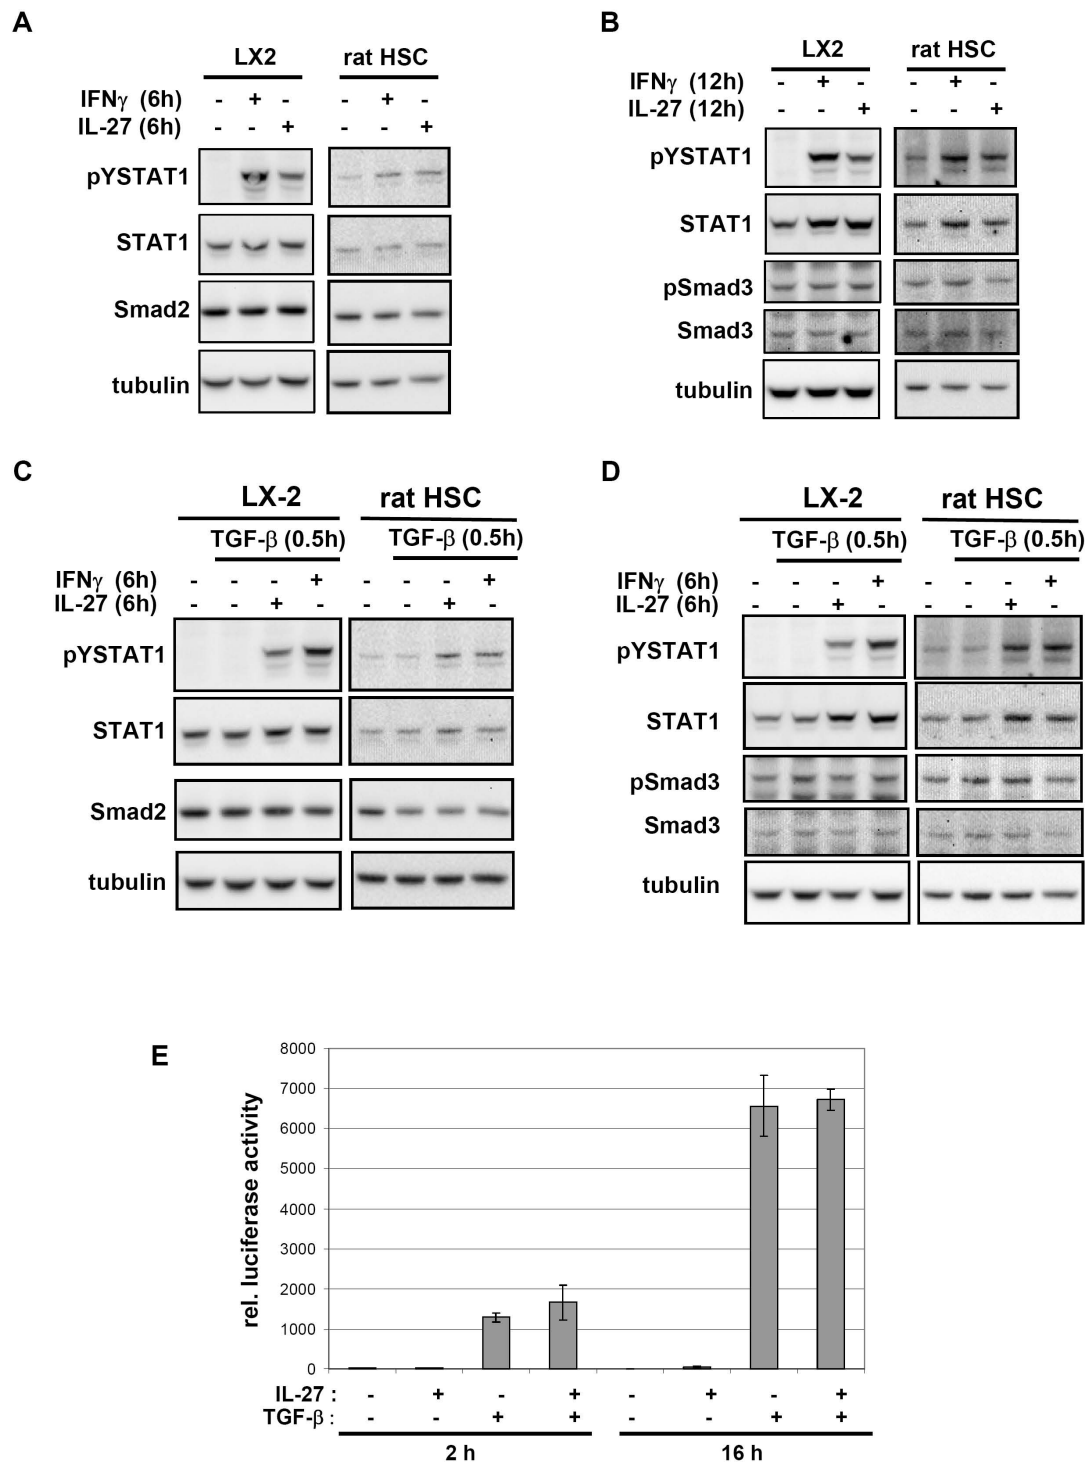 A
LX2 rat HSC
IFNγ (6h) - + - - + -
IL-27 (6h) - - + - - +
pYSTAT1
STAT1
Smad2
tubulin
B
LX2 rat HSC
IFNγ (12h) - + - - + -
IL-27 (12h) - - + - - +
pYSTAT1
STAT1
pSmad3
Smad3
tubulin
C
LX-2 rat HSC
TGF-β (0.5h) TGF-β (0.5h)
IFNγ (6h) - - - + - - - +
IL-27 (6h) - - + - - - + -
pYSTAT1
STAT1
Smad2
tubulin
D
LX-2 rat HSC
TGF-β (0.5h) TGF-β (0.5h)
IFNγ (6h) - - - + - - - +
IL-27 (6h) - - + - - - + -
pYSTAT1
STAT1
pSmad3
Smad3
tubulin
E
rel. luciferase activity
8000
7000
6000
5000
4000
3000
2000
1000
0
IL-27 : - + - + - + - +
TGF-β : - - + + - - + +
2 h 16 h